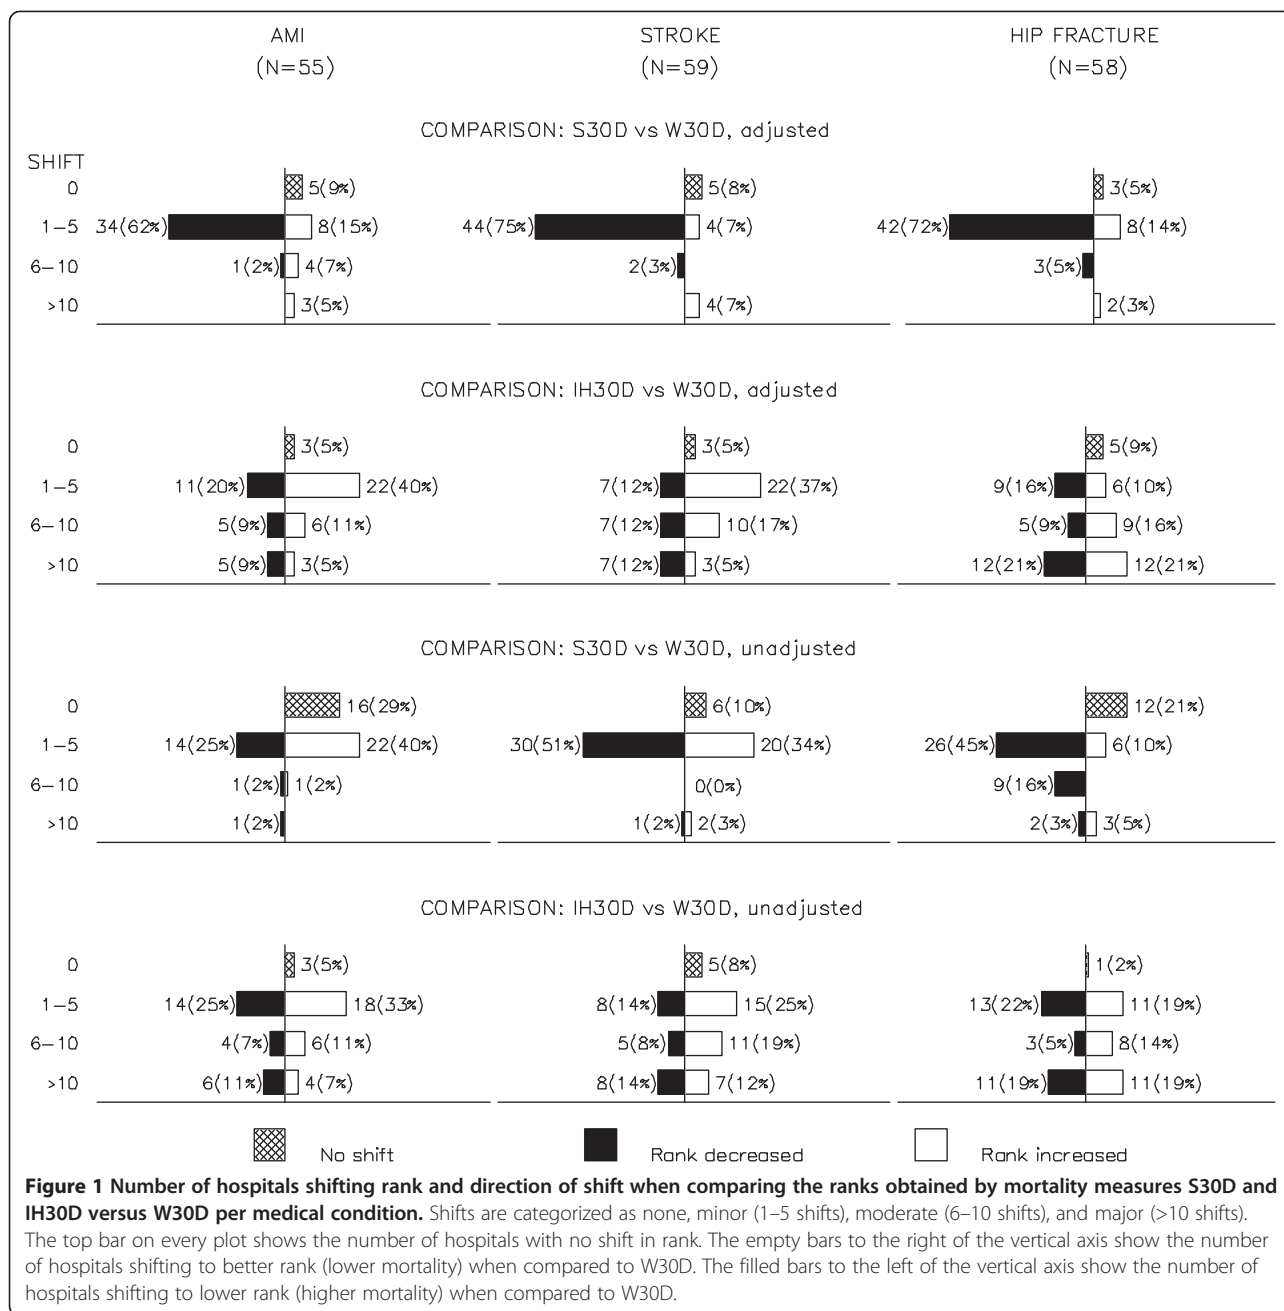 AMI STROKE HIP FRACTURE
(N=55) (N=59) (N=58)
COMPARISON: S30D vs W30D, adjusted
SHIFT
0 5(9%) 5(8%) 3(5%)
1–5 34(62%) 8(15%) 44(75%) 4(7%) 42(72%) 8(14%)
6–10 1(2%) 4(7%) 2(3%) 3(5%)
>10 3(5%) 4(7%) 2(3%)
COMPARISON: IH30D vs W30D, adjusted
0 3(5%) 3(5%) 5(9%)
1–5 11(20%) 22(40%) 7(12%) 22(37%) 9(16%) 6(10%)
6–10 5(9%) 6(11%) 7(12%) 10(17%) 5(9%) 9(16%)
>10 5(9%) 3(5%) 7(12%) 3(5%) 12(21%) 12(21%)
COMPARISON: S30D vs W30D, unadjusted
0 16(29%) 6(10%) 12(21%)
1–5 14(25%) 22(40%) 30(51%) 20(34%) 26(45%) 6(10%)
6–10 1(2%) 1(2%) 0(0%) 9(16%)
>10 1(2%) 1(2%) 2(3%) 2(3%) 3(5%)
COMPARISON: IH30D vs W30D, unadjusted
0 3(5%) 5(8%) 1(2%)
1–5 14(25%) 18(33%) 8(14%) 15(25%) 13(22%) 11(19%)
6–10 4(7%) 6(11%) 5(8%) 11(19%) 3(5%) 8(14%)
>10 6(11%) 4(7%) 8(14%) 7(12%) 11(19%) 11(19%)
No shift Rank decreased Rank increased
Figure 1 Number of hospitals shifting rank and direction of shift when comparing the ranks obtained by mortality measures S30D and
IH30D versus W30D per medical condition. Shifts are categorized as none, minor (1–5 shifts), moderate (6–10 shifts), and major (>10 shifts).
The top bar on every plot shows the number of hospitals with no shift in rank. The empty bars to the right of the vertical axis show the number
of hospitals shifting to better rank (lower mortality) when compared to W30D. The filled bars to the left of the vertical axis show the number of
hospitals shifting to lower rank (higher mortality) when compared to W30D.